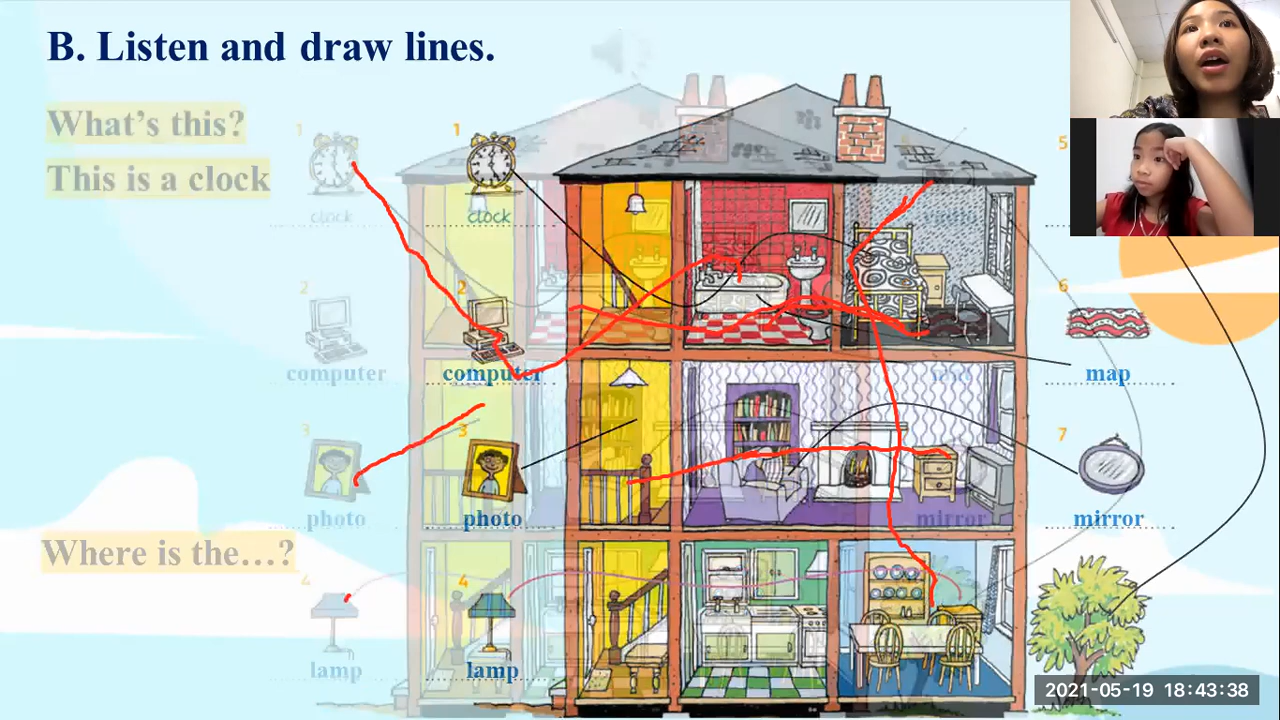 B. Listen and draw lines.
What's this?
This is a clock
1
clock
1
clock
5
2
computer
2
computer
6
map
3
photo
3
photo
7
mirror
mirror
Where is the...?
4
lamp
4
lamp
2021-05-19 18:43:38